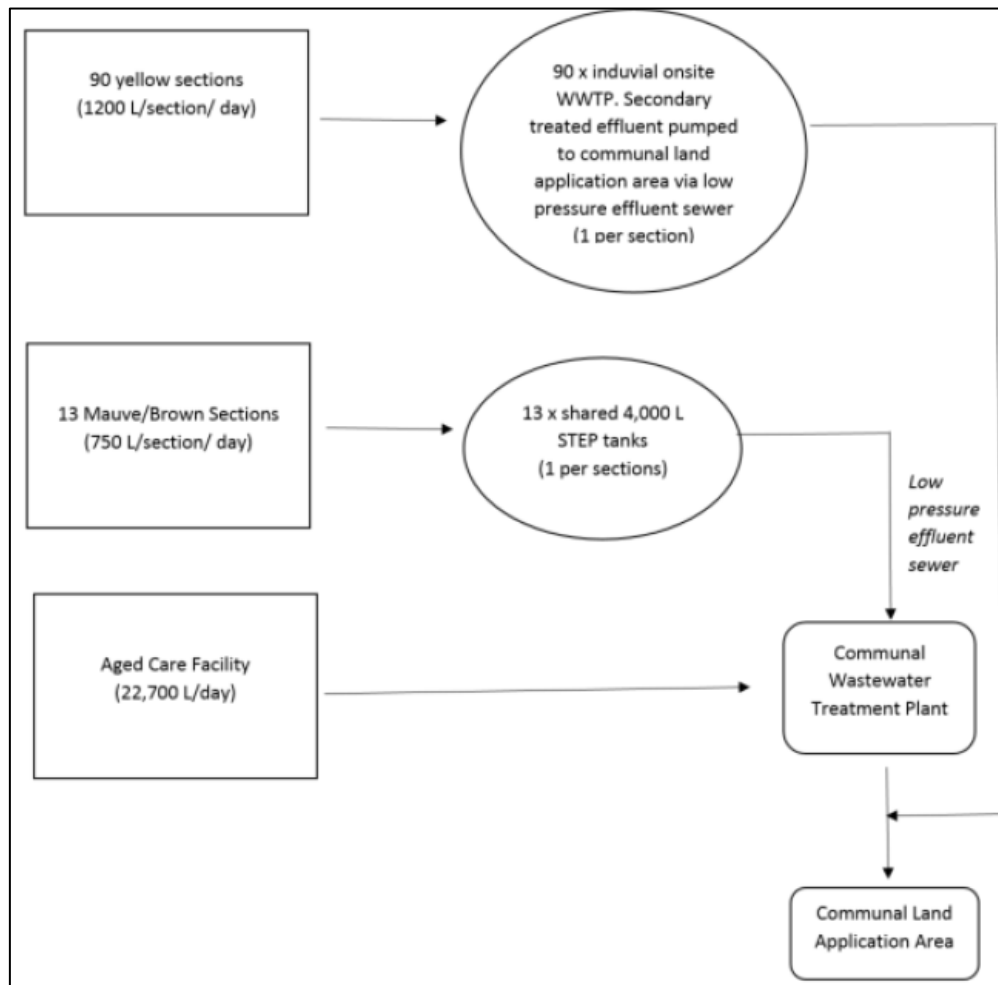 90 yellow sections
(1200 L/section/ day)
90 x induvial onsite
WWTP. Secondary
treated effluent pumped
to communal land
application area via low
pressure effluent sewer
(1 per section)
13 Mauve/Brown Sections
(750 L/section/ day)
13 x shared 4,000 L
STEP tanks
(1 per sections)
Low
pressure
effluent
sewer
Aged Care Facility
(22,700 L/day)
Communal
Wastewater
Treatment Plant
Communal Land
Application Area